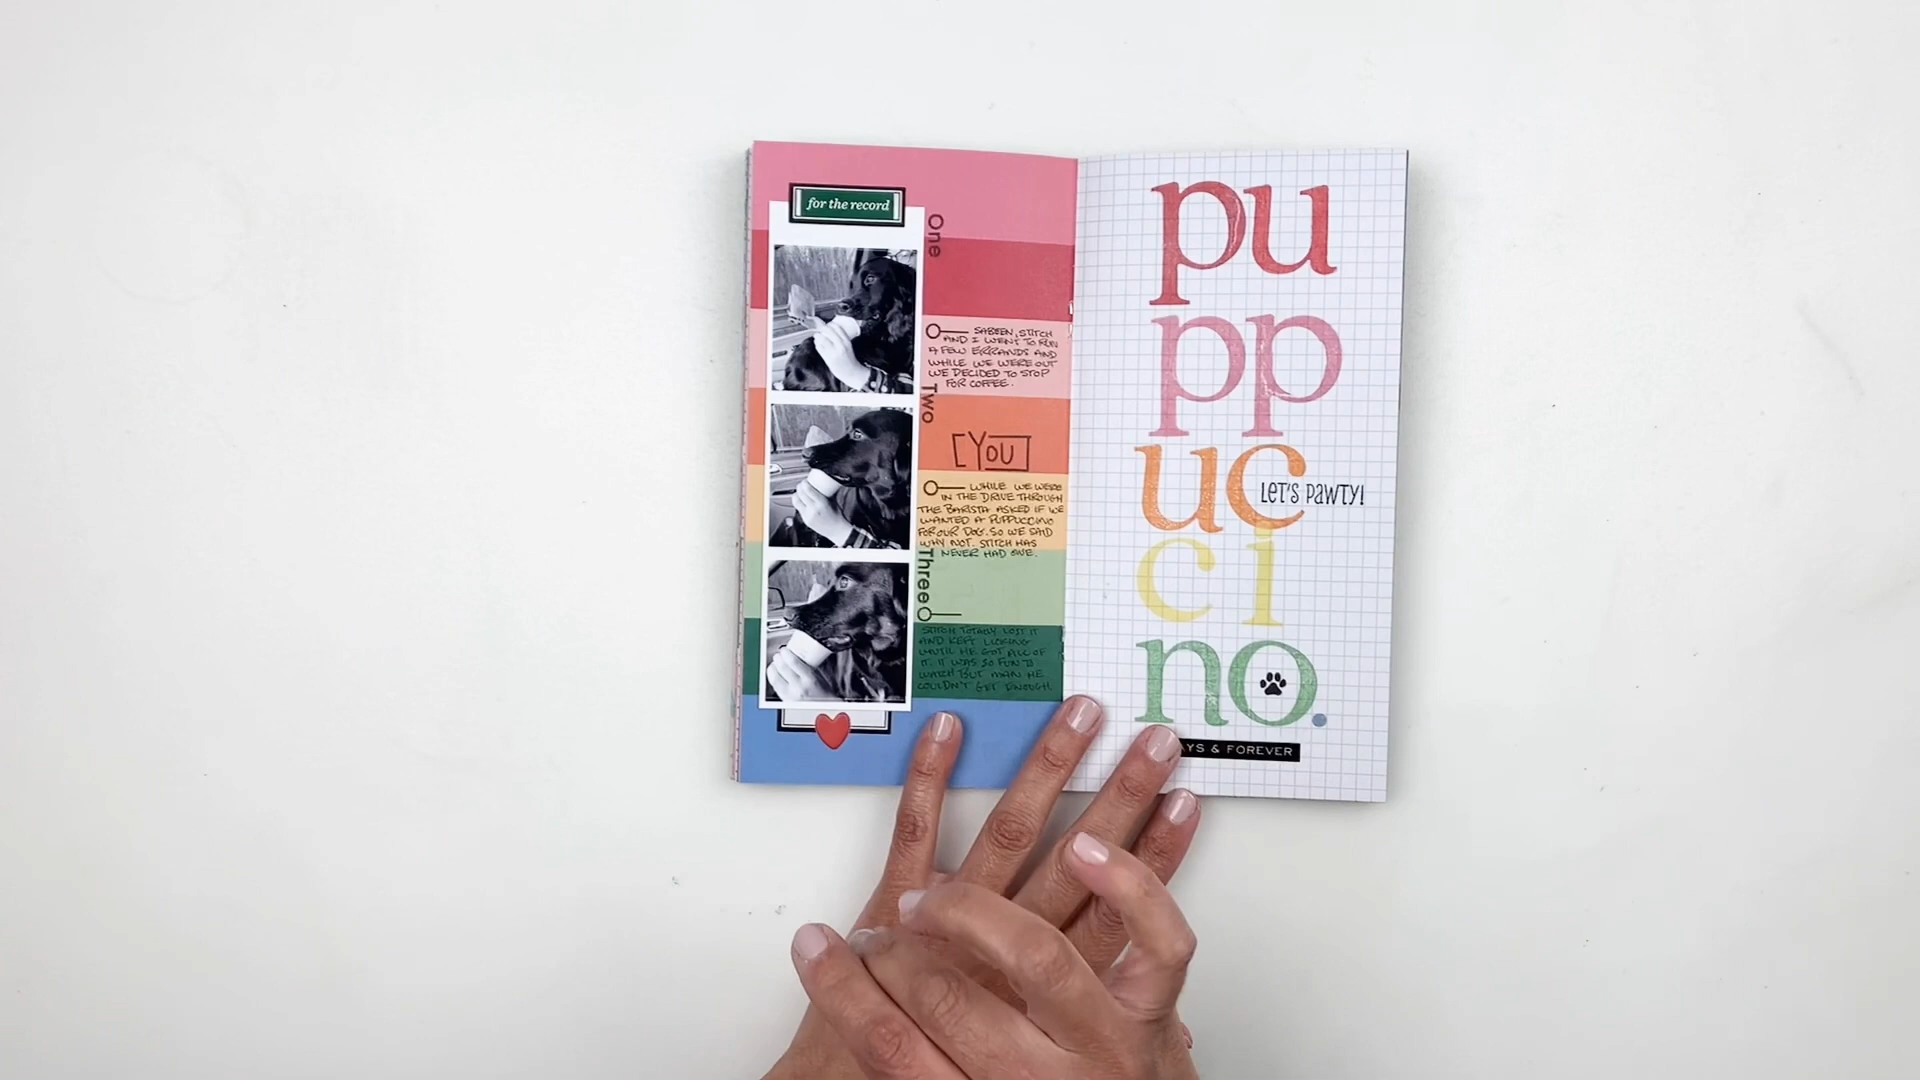 for the record
One
SABEEN, STITCH
AND I WENT TO RUN
A FEW ERRANDS AND
WHILE WE WERE OUT
WE DECIDED TO STOP
FOR COFFEE.
Two
[YOU]
WHILE WE WERE
IN THE DRIVE THROUGH
THE BARISTA ASKED IF WE
WANTED A PUPPUCCINO
FOR OUR DOG. SO WE SAID
WHY NOT. STITCH HAS
NEVER HAD ONE.
Three
STITCH TOTALLY LOST IT
AND KEPT LICKING
UNTIL HE GOT ALL OF
IT. IT WAS SO FUN TO
WATCH BUT MAN HE
COULDN'T GET ENOUGH.
pu
pp
uc
LET'S PAWTY!
ci
no.
AYS & FOREVER